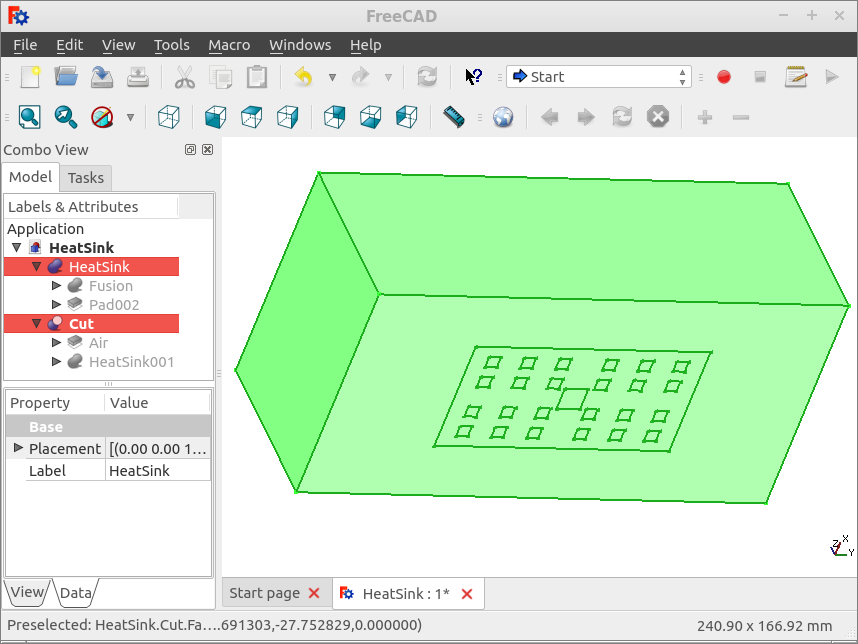 FreeCAD
File Edit View Tools Macro Windows Help
Start
Combo View
Model Tasks
Labels & Attributes
Application
HeatSink
HeatSink
Fusion
Pad002
Cut
Air
HeatSink001
Property Value
Base
Placement [(0.00 0.00 1...
Label HeatSink
View Data
Start page HeatSink : 1*
Z X Y
Preselected: HeatSink.Cut.Fa....691303,-27.752829,0.000000) 240.90 x 166.92 mm